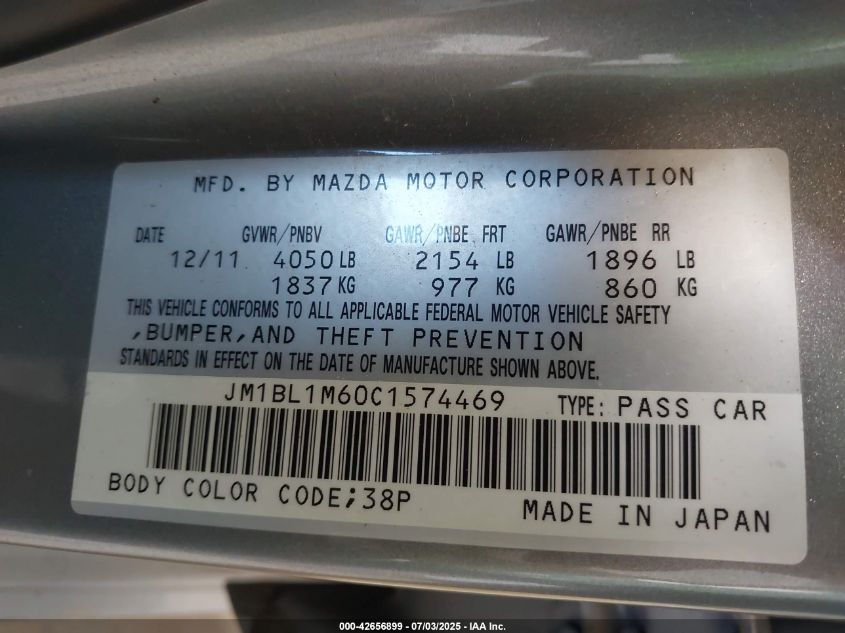 MFD. BY MAZDA MOTOR CORPORATION
DATE GVWR/PNBV GAWR/PNBE FRT GAWR/PNBE RR
12/11 4050 LB 2154 LB 1896 LB
1837 KG 977 KG 860 KG
THIS VEHICLE CONFORMS TO ALL APPLICABLE FEDERAL MOTOR VEHICLE SAFETY
,BUMPER,AND THEFT PREVENTION
STANDARDS IN EFFECT ON THE DATE OF MANUFACTURE SHOWN ABOVE.
JM1BL1M60C1574469 TYPE: PASS CAR
BODY COLOR CODE;38P MADE IN JAPAN
000-42656899 - 07/03/2025 - IAA Inc.